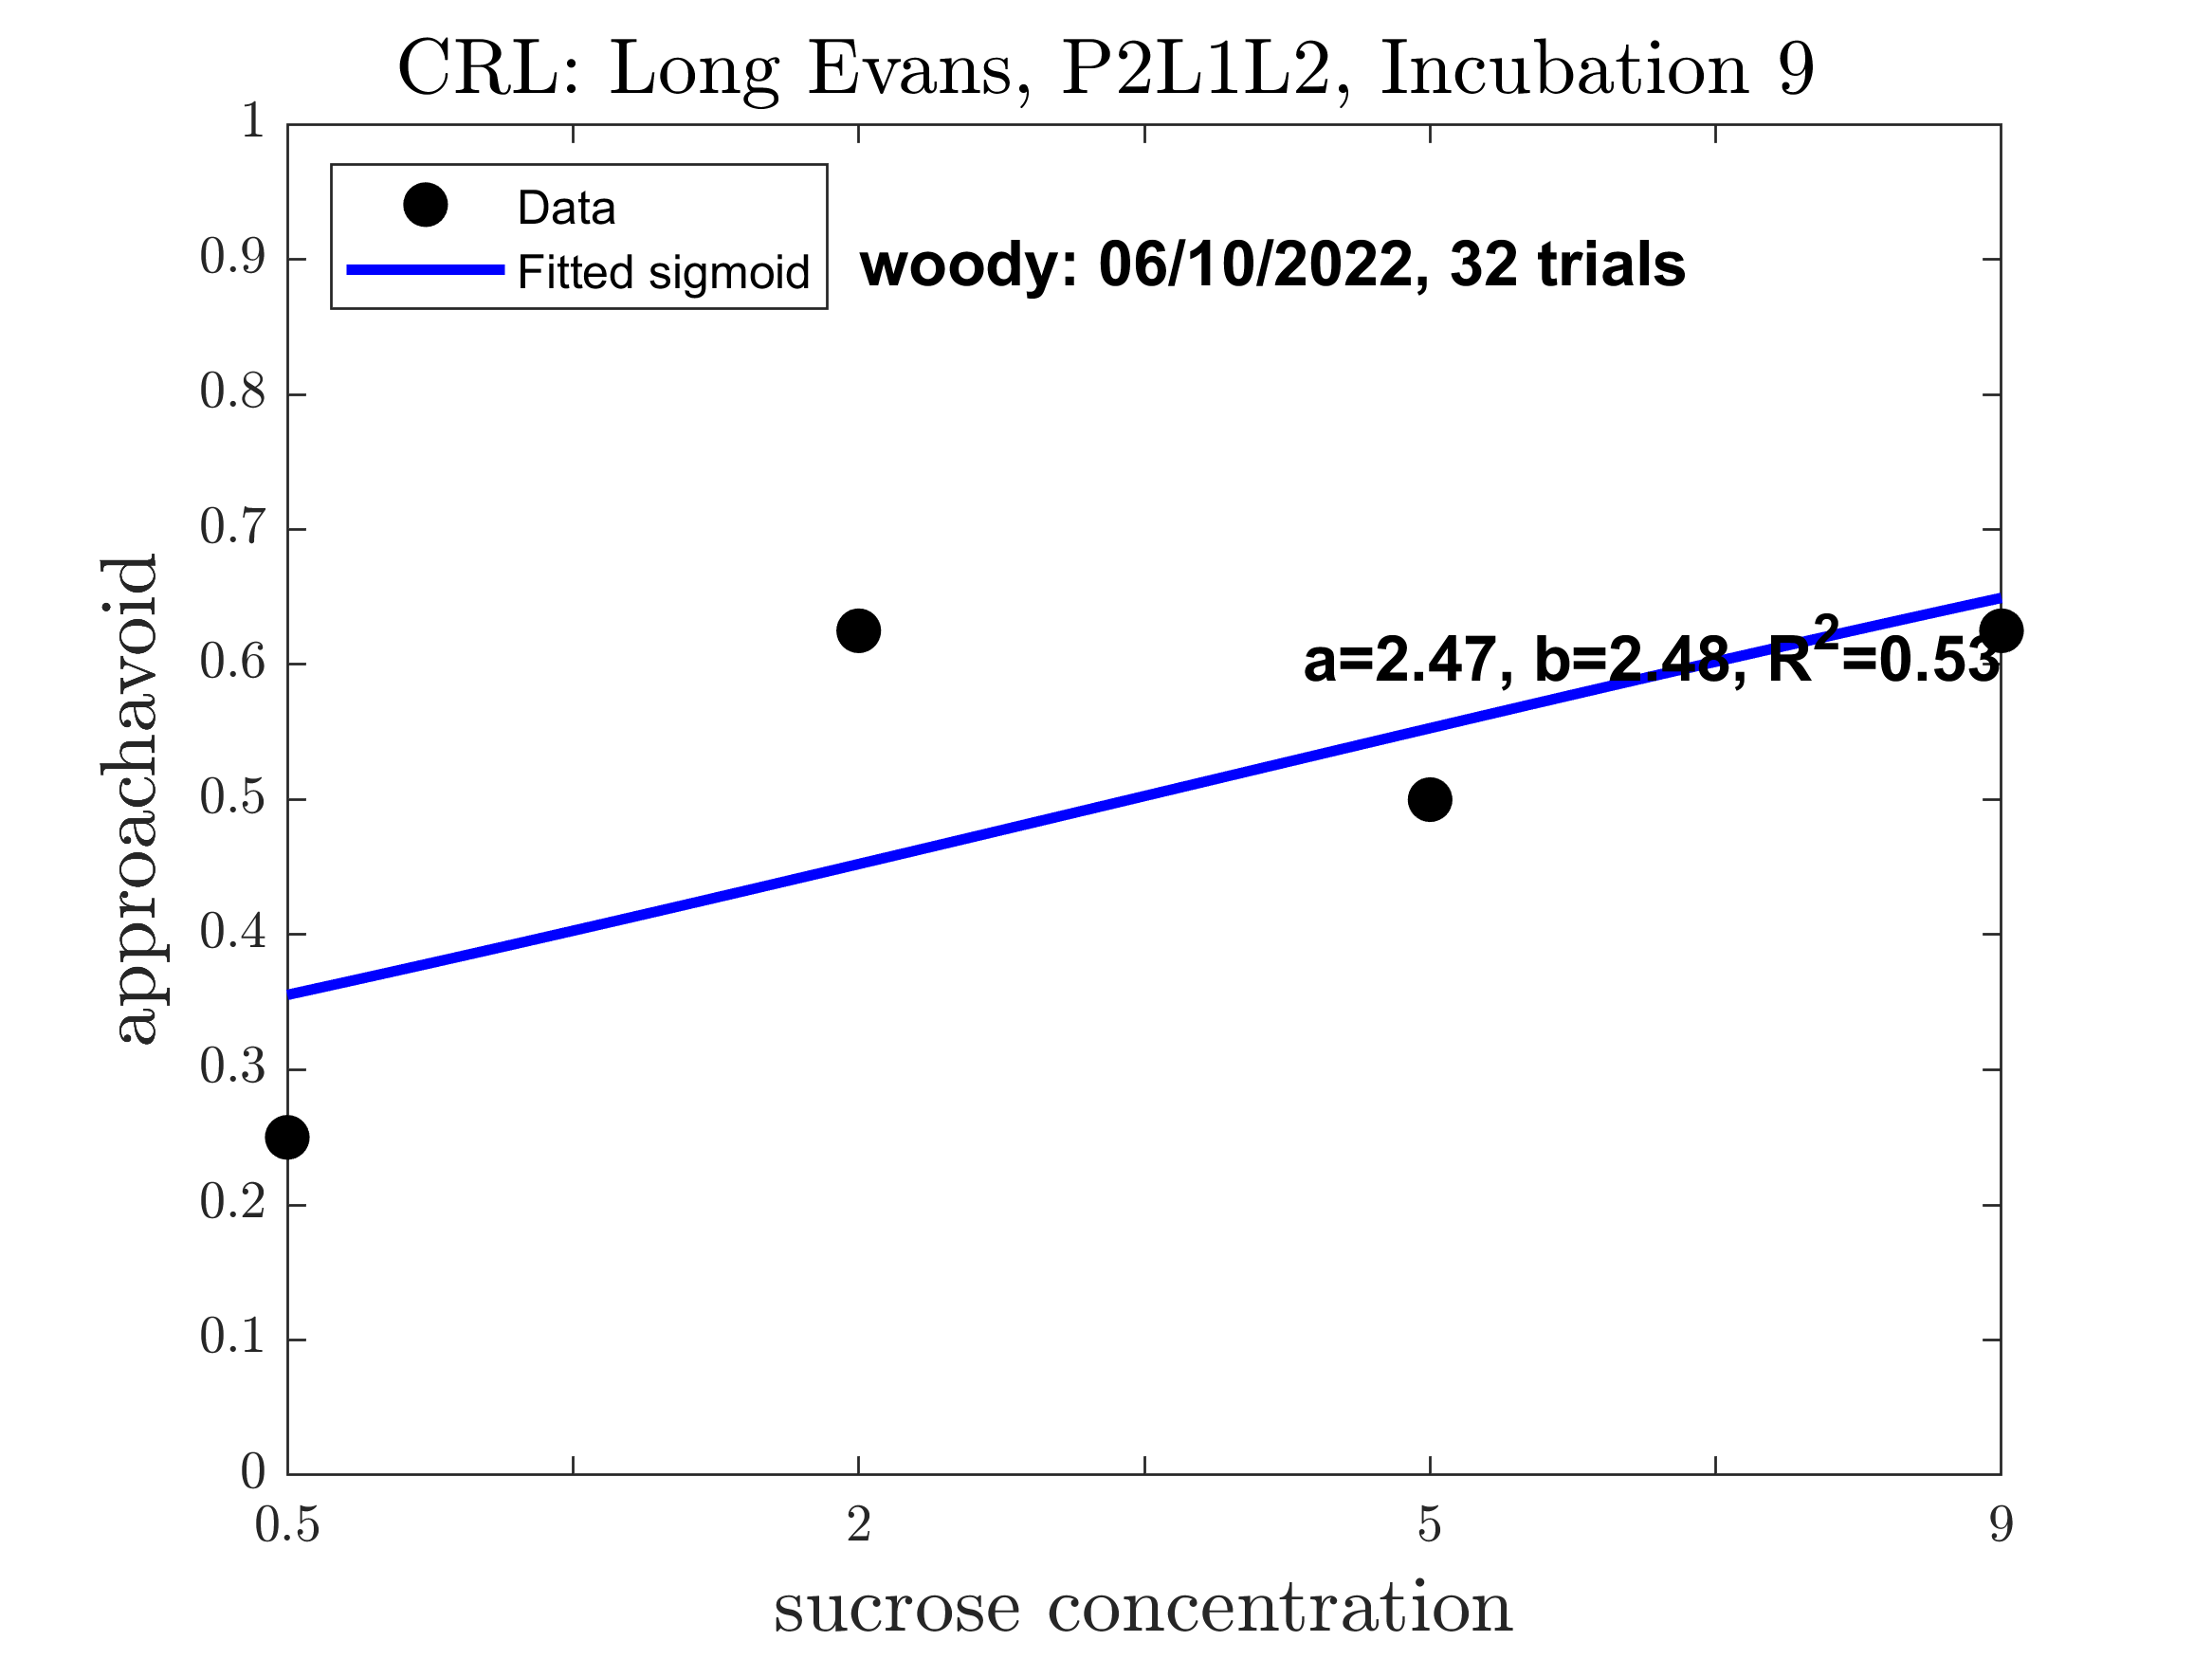 CRL: Long Evans, P2L1L2, Incubation 9
1
Data
Fitted sigmoid
woody: 06/10/2022, 32 trials
0.9
0.8
0.7
a=2.47, b=2.48, R²=0.53
0.6
0.5
0.4
0.3
0.2
0.1
0
approachavoid
0.5 2 5 9
sucrose concentration